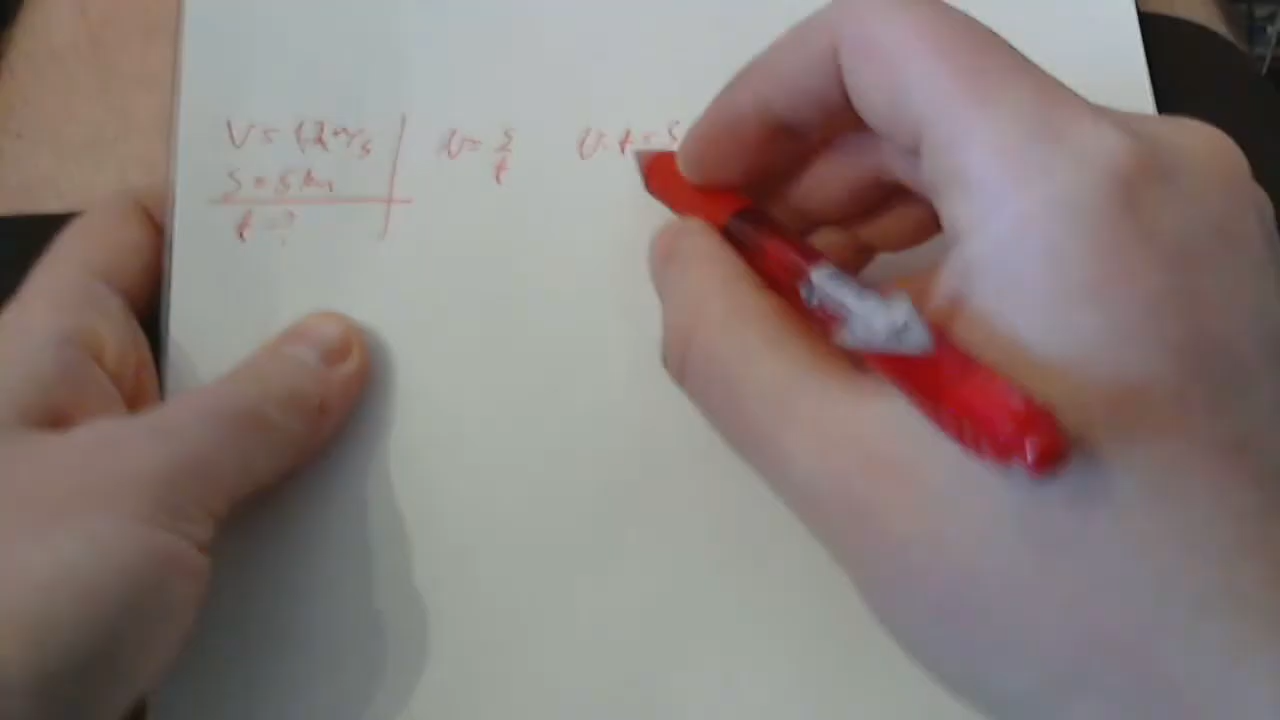 V = 12 m/s V = s/t V · t = s
s = 5 km
t = ?